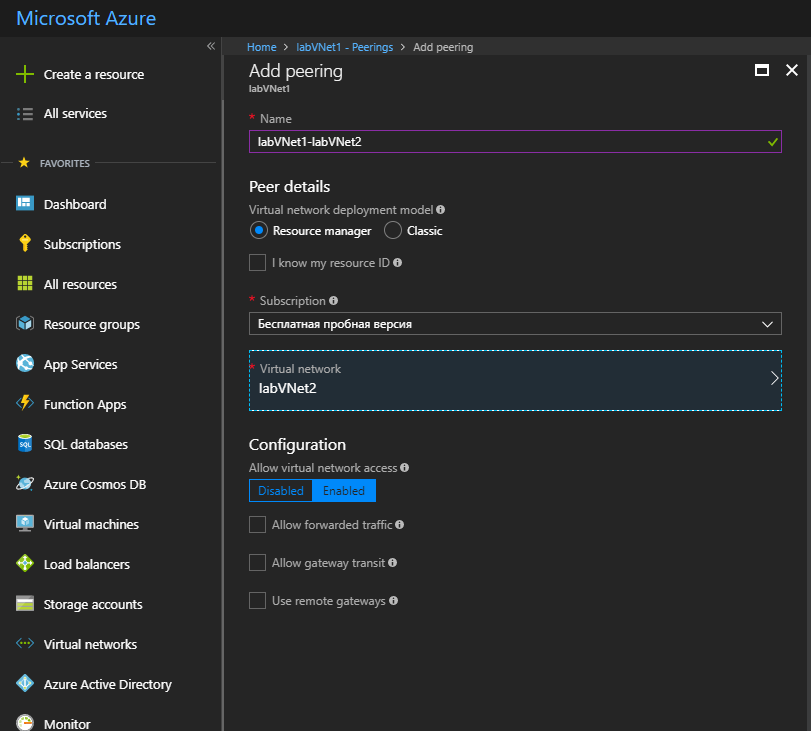 Microsoft Azure
«
Create a resource
All services
FAVORITES
Dashboard
Subscriptions
All resources
Resource groups
App Services
Function Apps
SQL databases
Azure Cosmos DB
Virtual machines
Load balancers
Storage accounts
Virtual networks
Azure Active Directory
Monitor
Home > labVNet1 - Peerings > Add peering
Add peering
labVNet1
* Name
labVNet1-labVNet2
Peer details
Virtual network deployment model
Resource manager Classic
I know my resource ID
* Subscription
Бесплатная пробная версия
* Virtual network
labVNet2
Configuration
Allow virtual network access
Disabled Enabled
Allow forwarded traffic
Allow gateway transit
Use remote gateways